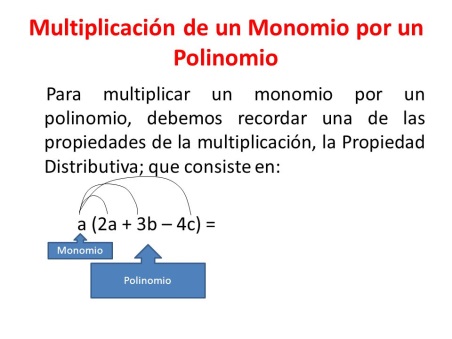 Multiplicación de un Monomio por un
Polinomio
Para multiplicar un monomio por un
polinomio, debemos recordar una de las
propiedades de la multiplicación, la Propiedad
Distributiva; que consiste en:
a (2a + 3b – 4c) =
Monomio
Polinomio